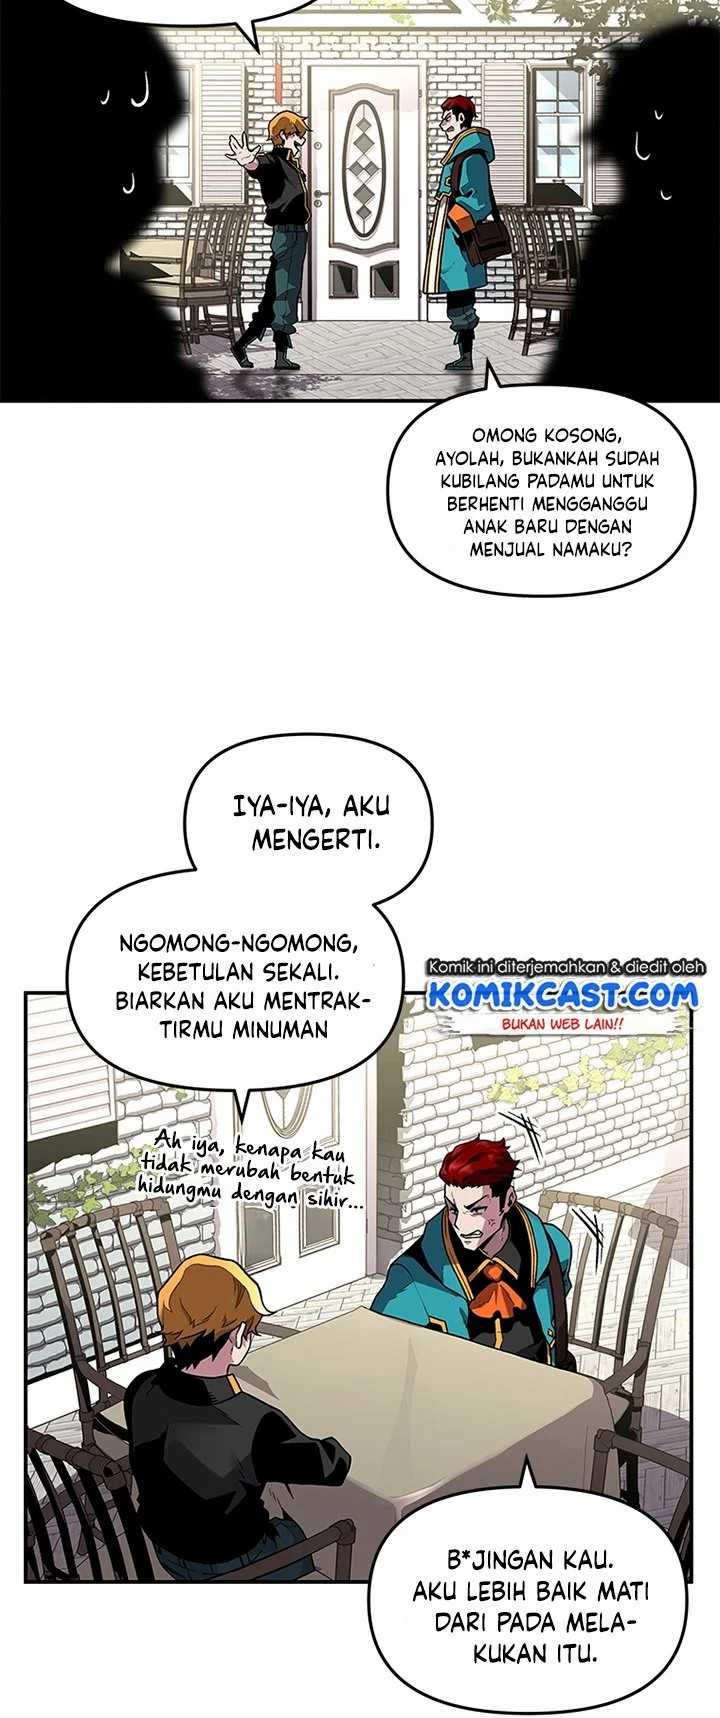 OMONG KOSONG,
AYOLAH, BUKANKAH SUDAH
KUBILANG PADAMU UNTUK
BERHENTI MENGGANGGU
ANAK BARU DENGAN
MENJUAL NAMAKU?
IYA-IYA, AKU
MENGERTI.
NGOMONG-NGOMONG,
KEBETULAN SEKALI.
BIARKAN AKU MENTRAK-
TIRMU MINUMAN
Komik ini diterjemahkan & diedit oleh
KOMIKCAST.COM
BUKAN WEB LAIN!!
Ah iya, kenapa kau
tidak merubah bentuk
hidungmu dengan sihir...
B*JINGAN KAU.
AKU LEBIH BAIK MATI
DARI PADA MELA-
KUKAN ITU.